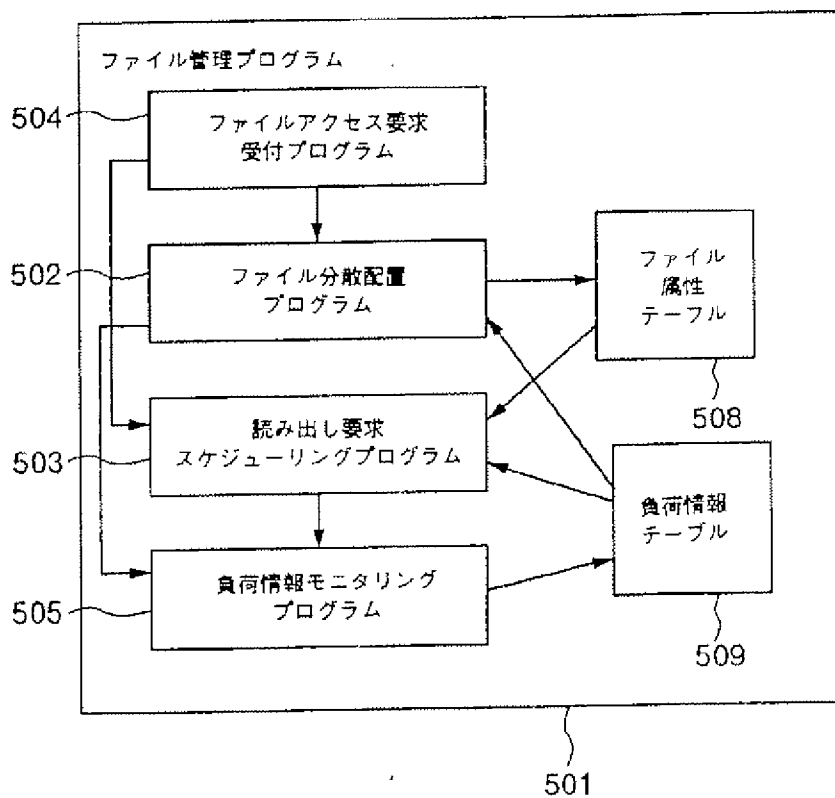 ファイル管理プログラム
504
ファイルアクセス要求
受付プログラム
502
ファイル分散配置
プログラム
ファイル
属性
テーフル
508
503
読み出し要求
スケジューリングプログラム
負荷情報
テーブル
509
505
負荷情報モニタリング
プログラム
501